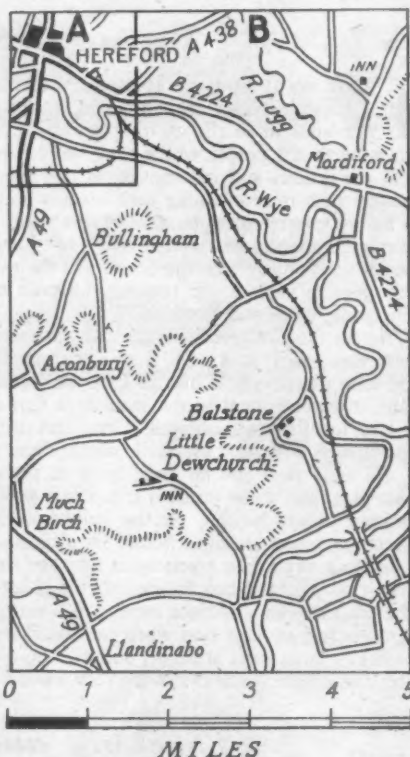 A
B
HEREFORD
A 438
INN
B 4224
R. Lugg
Mordiford
R. Wye
A 49
Bullingham
B 4224
Aconbury
Balstone
Little
Dewchurch
INN
Much
Birch
A 49
Llandinabo
0 1 2 3 4 5
MILES